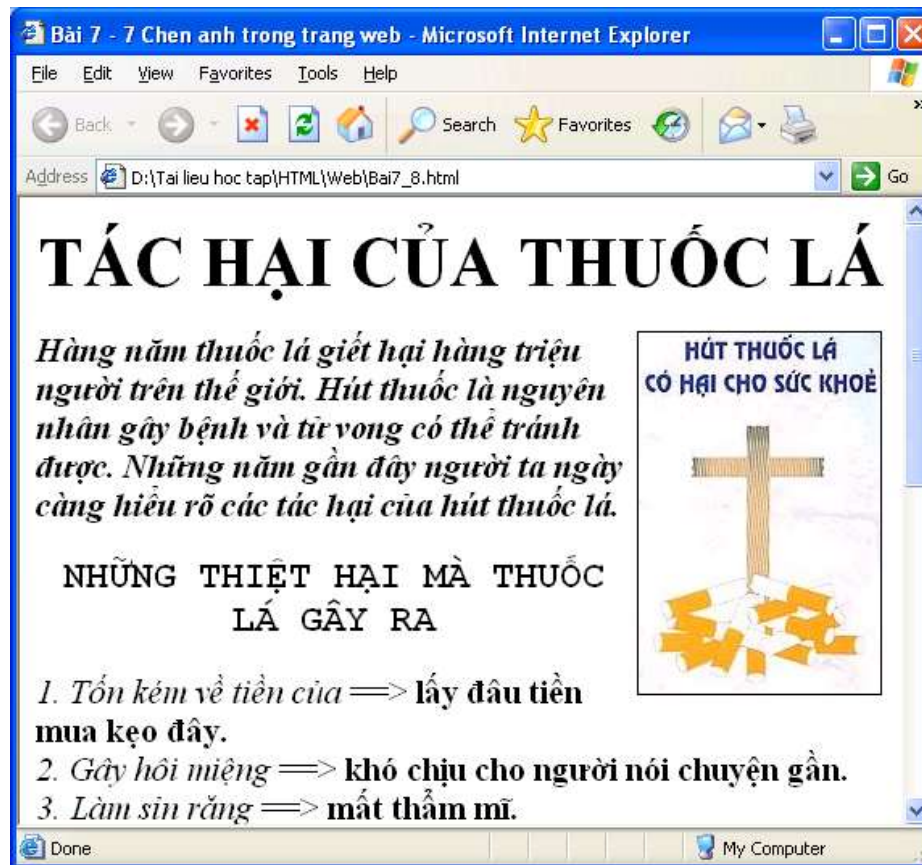 Bài 7 - 7 Chen anh trong trang web - Microsoft Internet Explorer
File Edit View Favorites Tools Help
Back Search Favorites
Address D:\Tai lieu hoc tap\HTML\Web\Bai7_8.html Go
TÁC HẠI CỦA THUỐC LÁ
Hàng năm thuốc lá giết hại hàng triệu
người trên thế giới. Hút thuốc là nguyên
nhân gây bệnh và tử vong có thể tránh
được. Những năm gần đây người ta ngày
càng hiểu rõ các tác hại của hút thuốc lá.
HÚT THUỐC LÁ
CÓ HẠI CHO SỨC KHOẺ
NHỮNG THIỆT HẠI MÀ THUỐC
LÁ GÂY RA
1. Tốn kém về tiền của ==> lấy đâu tiền
mua kẹo đây.
2. Gây hôi miệng ==> khó chịu cho người nói chuyện gần.
3. Làm sỉn răng ==> mất thẩm mĩ.
Done My Computer